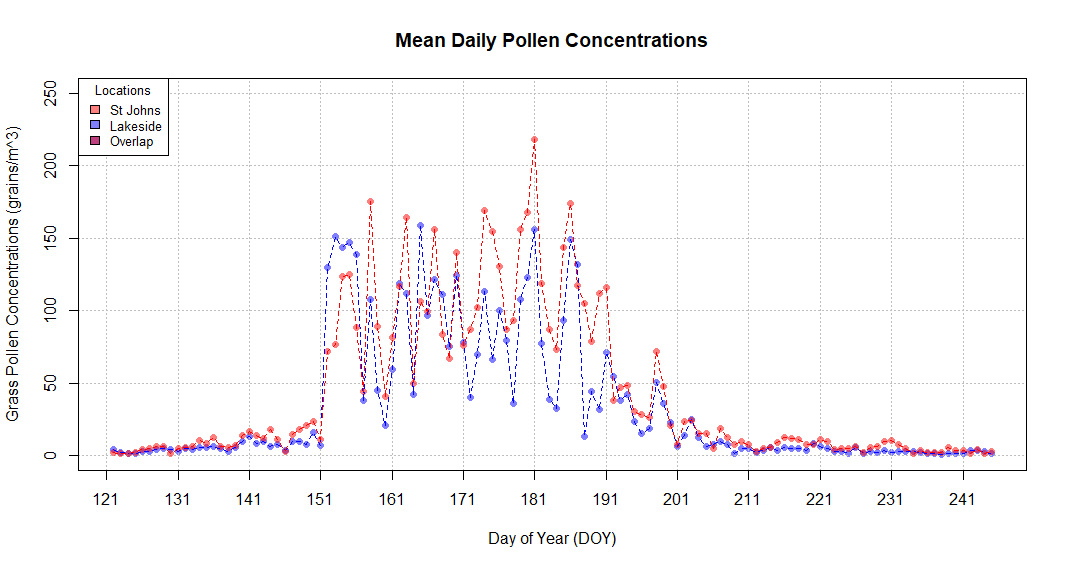 Mean Daily Pollen Concentrations
Grass Pollen Concentrations (grains/m^3)
250
200
150
100
50
0
Locations
St Johns
Lakeside
Overlap
121 131 141 151 161 171 181 191 201 211 221 231 241
Day of Year (DOY)